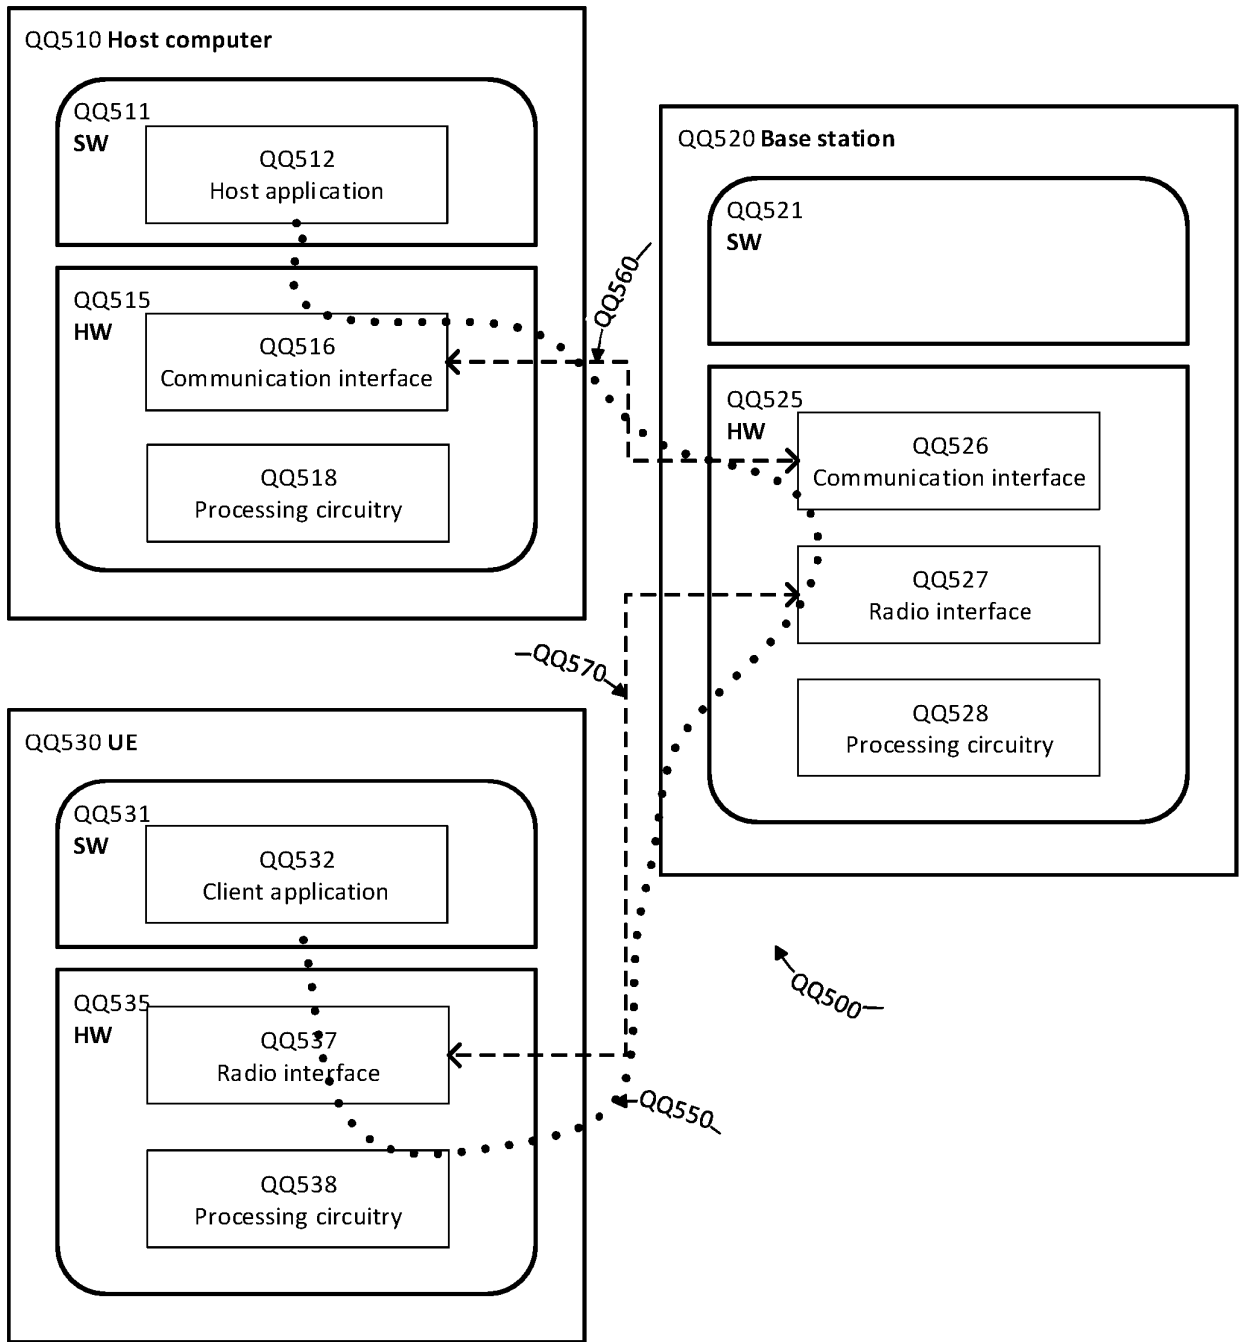 QQ510 Host computer
QQ511
SW
QQ512
Host application
QQ515
HW
QQ516
Communication interface
QQ518
Processing circuitry
QQ560
QQ520 Base station
QQ521
SW
QQ525
HW
QQ526
Communication interface
QQ527
Radio interface
QQ528
Processing circuitry
QQ570
QQ530 UE
QQ531
SW
QQ532
Client application
QQ535
HW
QQ537
Radio interface
QQ538
Processing circuitry
QQ500
QQ550